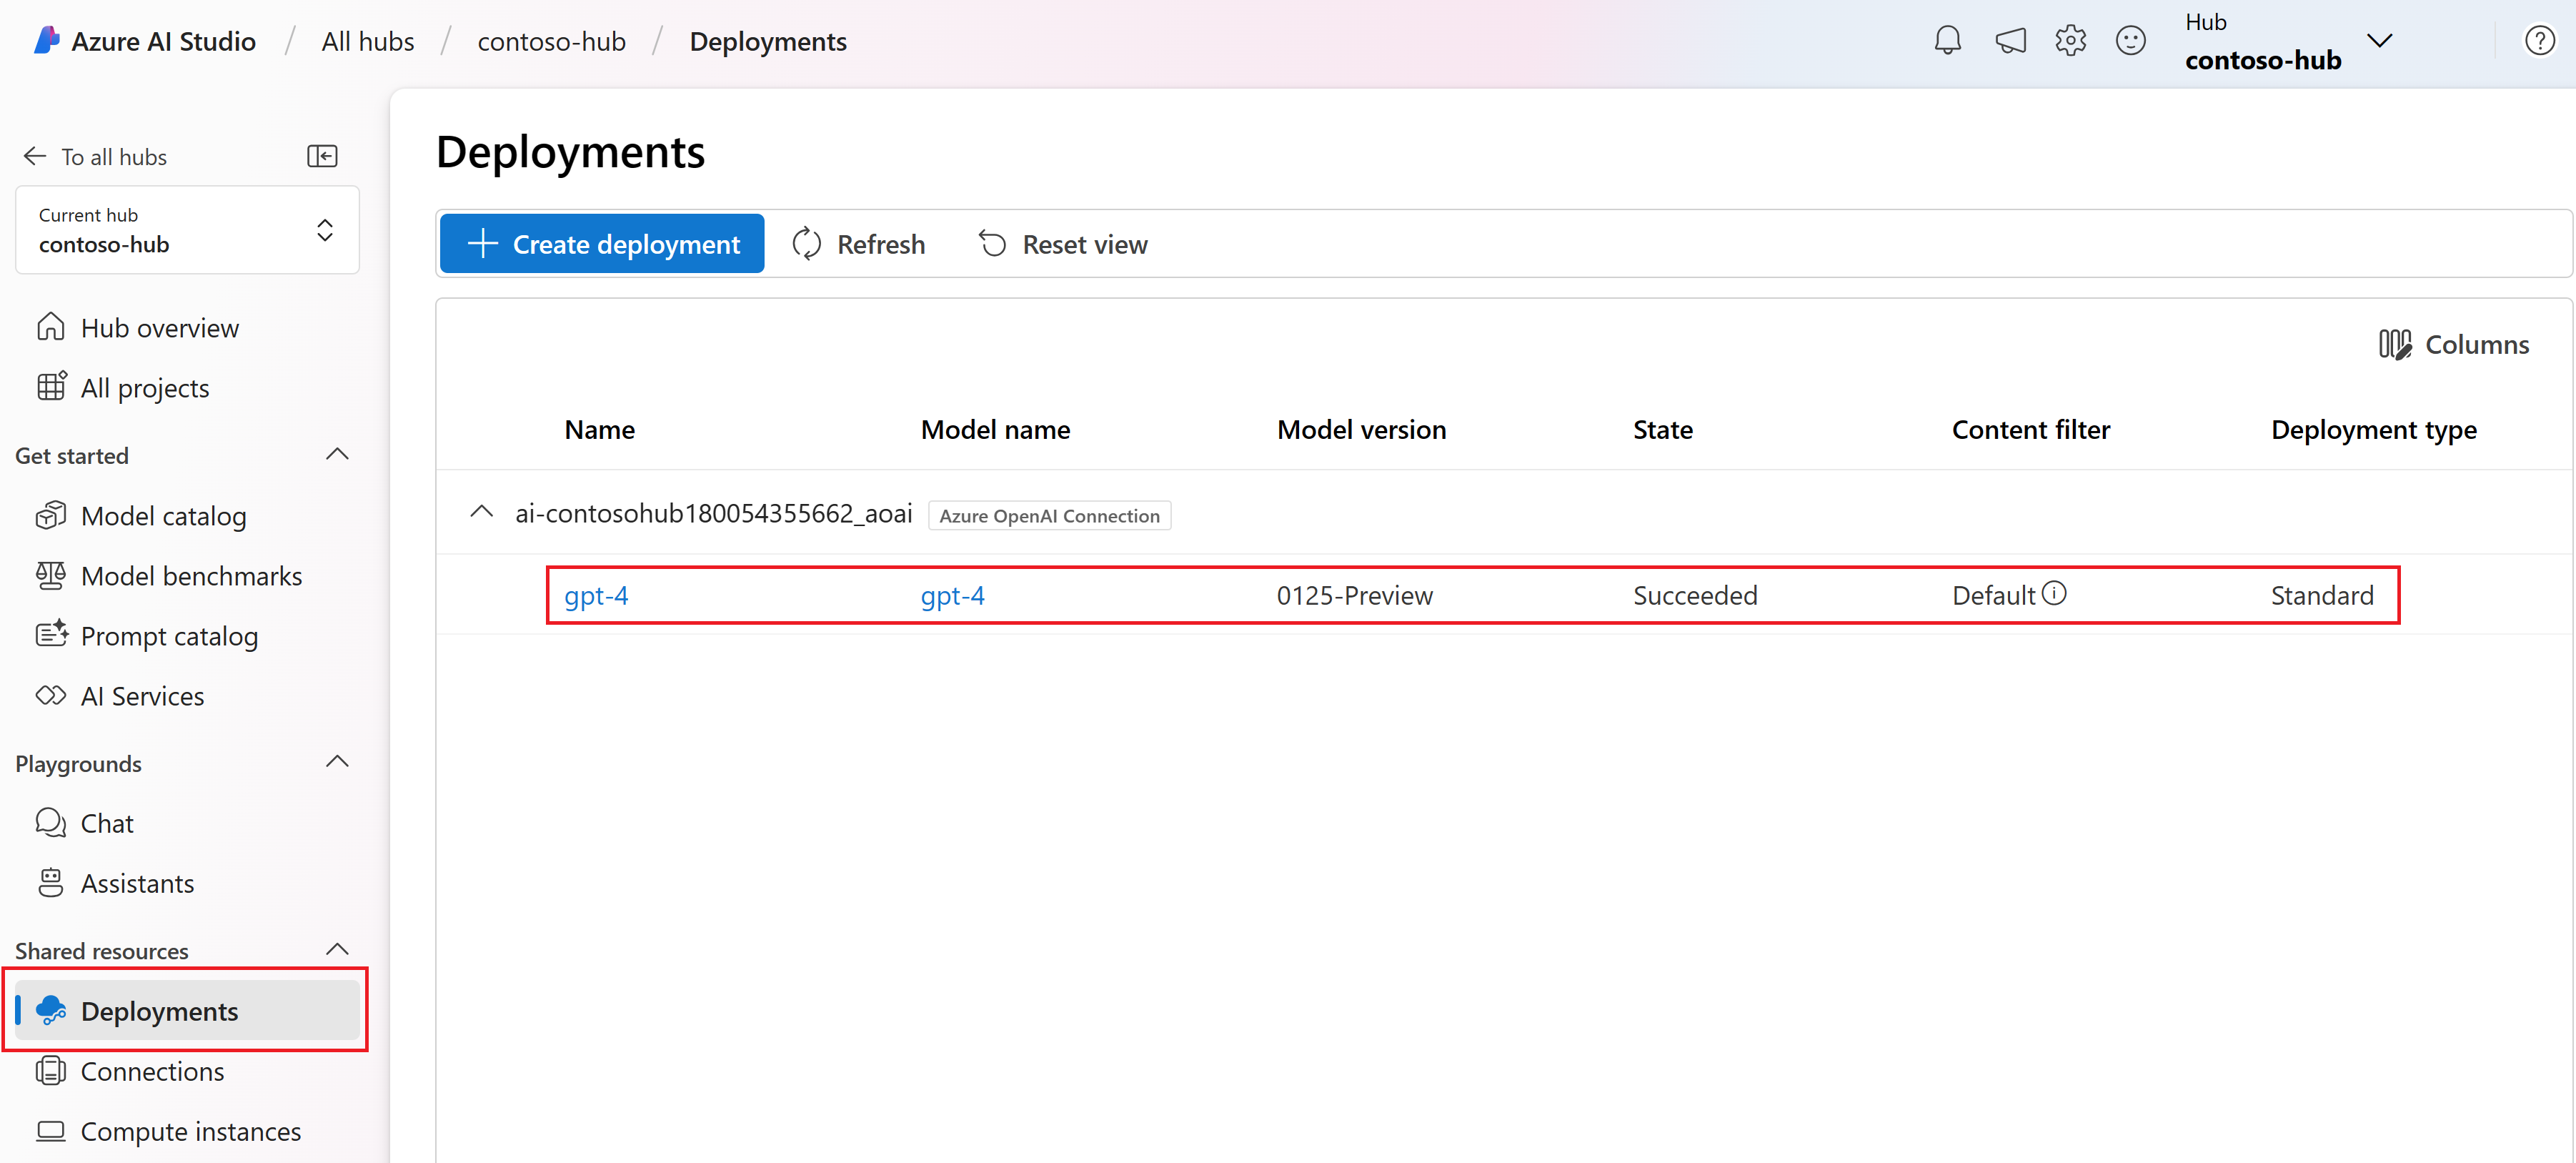 Azure AI Studio / All hubs / contoso-hub / Deployments
Hub
contoso-hub
To all hubs
Current hub
contoso-hub
Hub overview
All projects
Get started
Model catalog
Model benchmarks
Prompt catalog
AI Services
Playgrounds
Chat
Assistants
Shared resources
Deployments
Connections
Compute instances
Deployments
Create deployment Refresh Reset view
Columns
Name Model name Model version State Content filter Deployment type
ai-contosohub180054355662_aoai Azure OpenAI Connection
gpt-4 gpt-4 0125-Preview Succeeded Default Standard